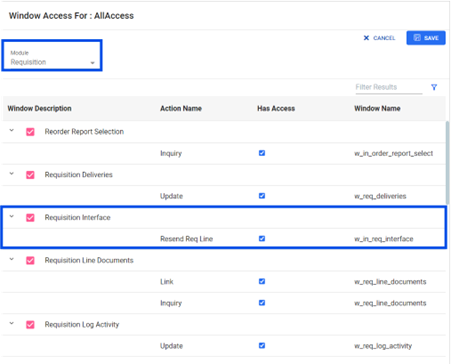 Window Access For : AllAccess
CANCEL
SAVE
Module
Requisition
Filter Results
Window Description Action Name Has Access Window Name
Reorder Report Selection
Inquiry w_in_order_report_select
Requisition Deliveries
Update w_req_deliveries
Requisition Interface
Resend Req Line w_in_req_interface
Requisition Line Documents
Link w_req_line_documents
Inquiry w_req_line_documents
Requisition Log Activity
Update w_req_log_activity